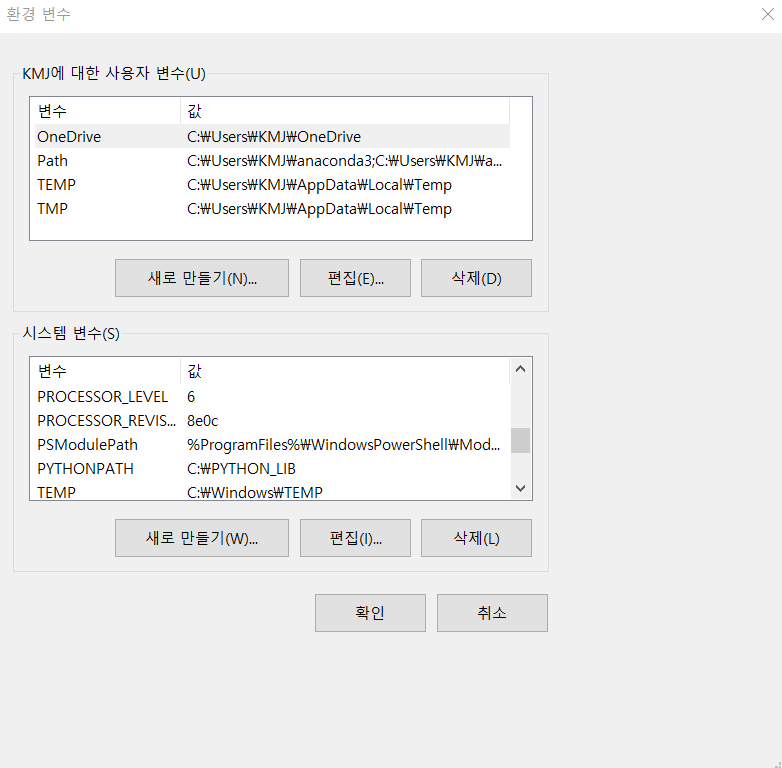 환경 변수
KMJ에 대한 사용자 변수(U)
변수 값
OneDrive C:₩Users₩KMJ₩OneDrive
Path C:₩Users₩KMJ₩anaconda3;C:₩Users₩KMJ₩a...
TEMP C:₩Users₩KMJ₩AppData₩Local₩Temp
TMP C:₩Users₩KMJ₩AppData₩Local₩Temp
새로 만들기(N)... 편집(E)... 삭제(D)
시스템 변수(S)
변수 값
PROCESSOR_LEVEL 6
PROCESSOR_REVIS... 8e0c
PSModulePath %ProgramFiles%₩WindowsPowerShell₩Mod...
PYTHONPATH C:₩PYTHON_LIB
TEMP C:₩Windows₩TEMP
새로 만들기(W)... 편집(I)... 삭제(L)
확인 취소